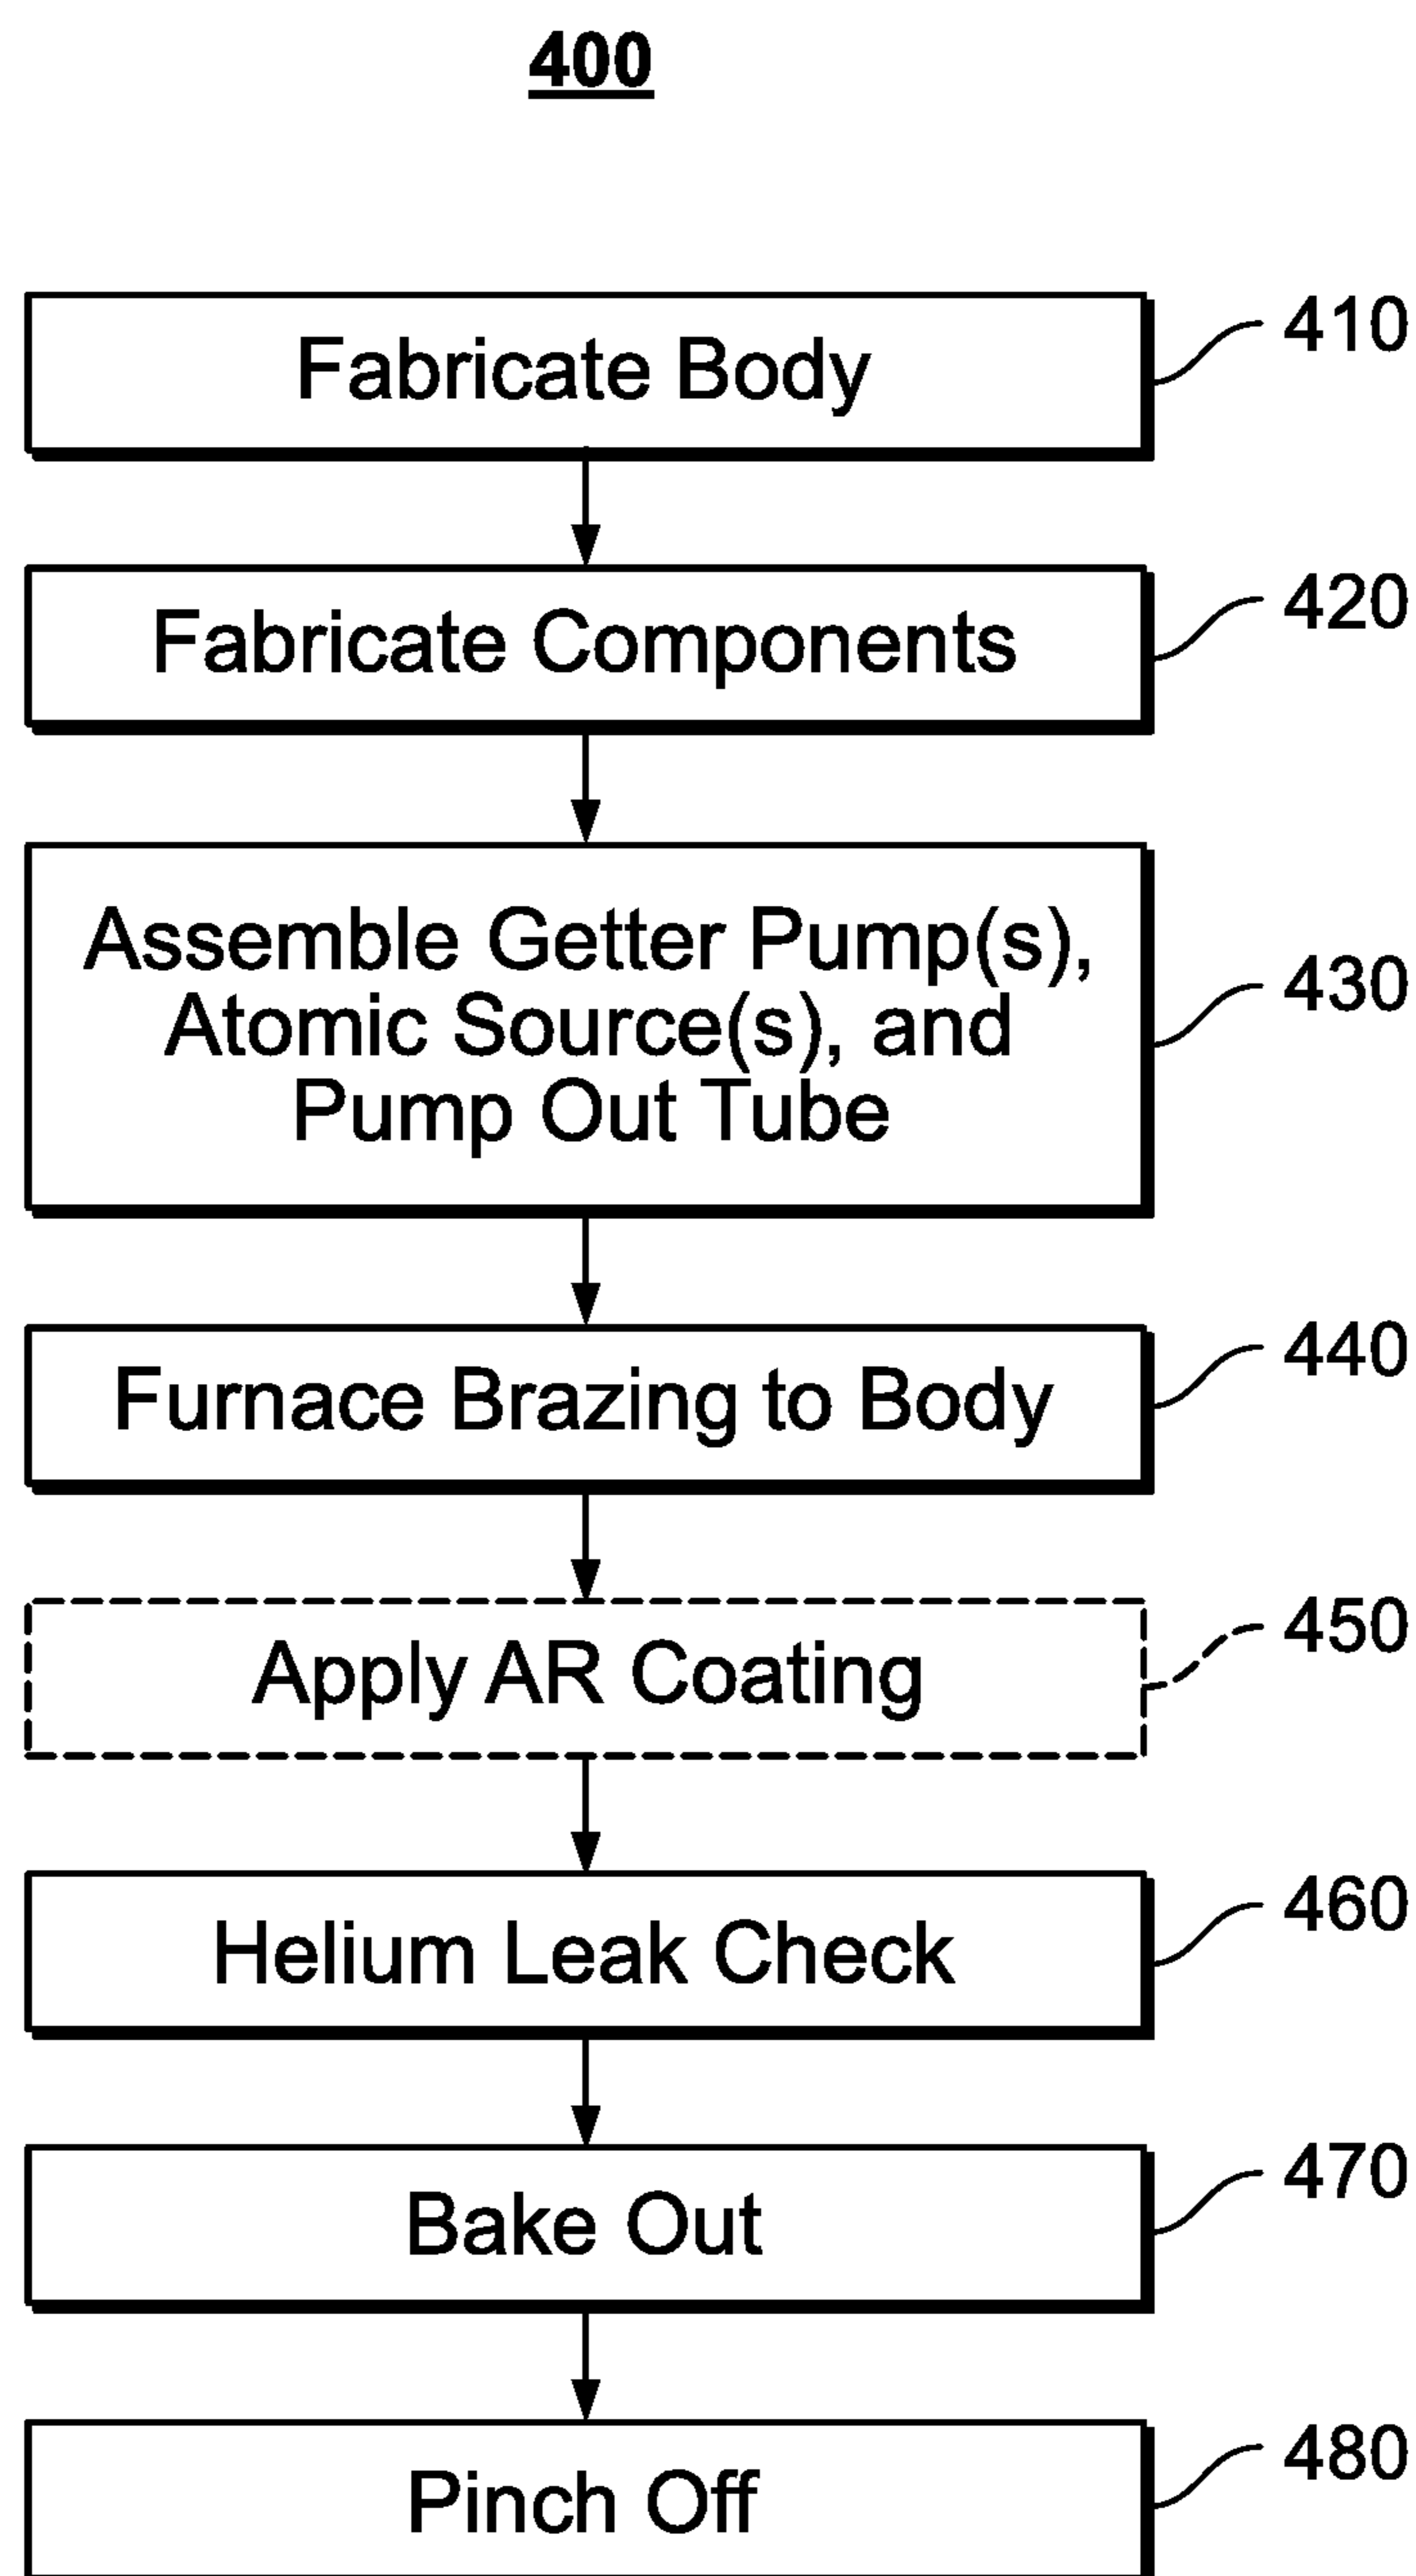 400
Fabricate Body
410
Fabricate Components
420
Assemble Getter Pump(s),
Atomic Source(s), and
Pump Out Tube
430
Furnace Brazing to Body
440
Apply AR Coating
450
Helium Leak Check
460
Bake Out
470
Pinch Off
480